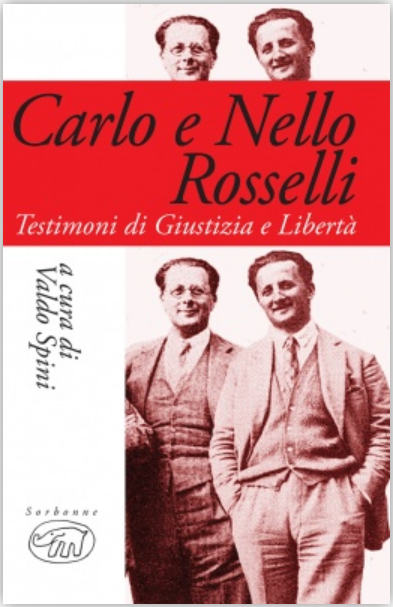 Carlo e Nello
Rosselli
Testimoni di Giustizia e Libertà
a cura di
Valdo Spini
Sorbonne